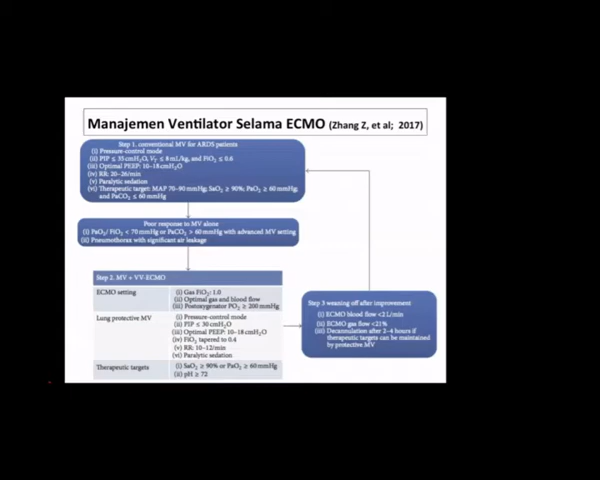 Manajemen Ventilator Selama ECMO (Zhang Z, et al; 2017)
Step 1. conventional MV for ARDS patients
(i) Pressure-control mode
(ii) PIP ≤ 35 cmH₂O, V_T ≤ 8 mL/kg, and FiO₂ ≤ 0.6
(iii) Optimal PEEP: 10–18 cmH₂O
(iv) RR: 20–26/min
(v) Paralytic sedation
(vi) Therapeutic target: MAP 70–90 mmHg; SaO₂ ≥ 90%; PaO₂ ≥ 60 mmHg;
and PaCO₂ ≤ 60 mmHg
Poor response to MV alone
(i) PaO₂/FiO₂ < 70 mmHg or PaCO₂ > 60 mmHg with advanced MV setting
(ii) Pneumothorax with significant air leakage
Step 2. MV + VV-ECMO
ECMO setting
(i) Gas FiO₂: 1.0
(ii) Optimal gas and blood flow
(iii) Postoxygenator PO₂ ≥ 200 mmHg
Lung protective MV
(i) Pressure-control mode
(ii) PIP ≤ 30 cmH₂O
(iii) Optimal PEEP: 10–18 cmH₂O
(iv) FiO₂ tapered to 0.4
(v) RR: 10–12/min
(vi) Paralytic sedation
Therapeutic targets
(i) SaO₂ ≥ 90% or PaO₂ ≥ 60 mmHg
(ii) pH ≥ 72
Step 3 weaning off after improvement
(i) ECMO blood flow <2 L/min
(ii) ECMO gas flow <21%
(iii) Decannulation after 2–4 hours if
therapeutic targets can be maintained
by protective MV